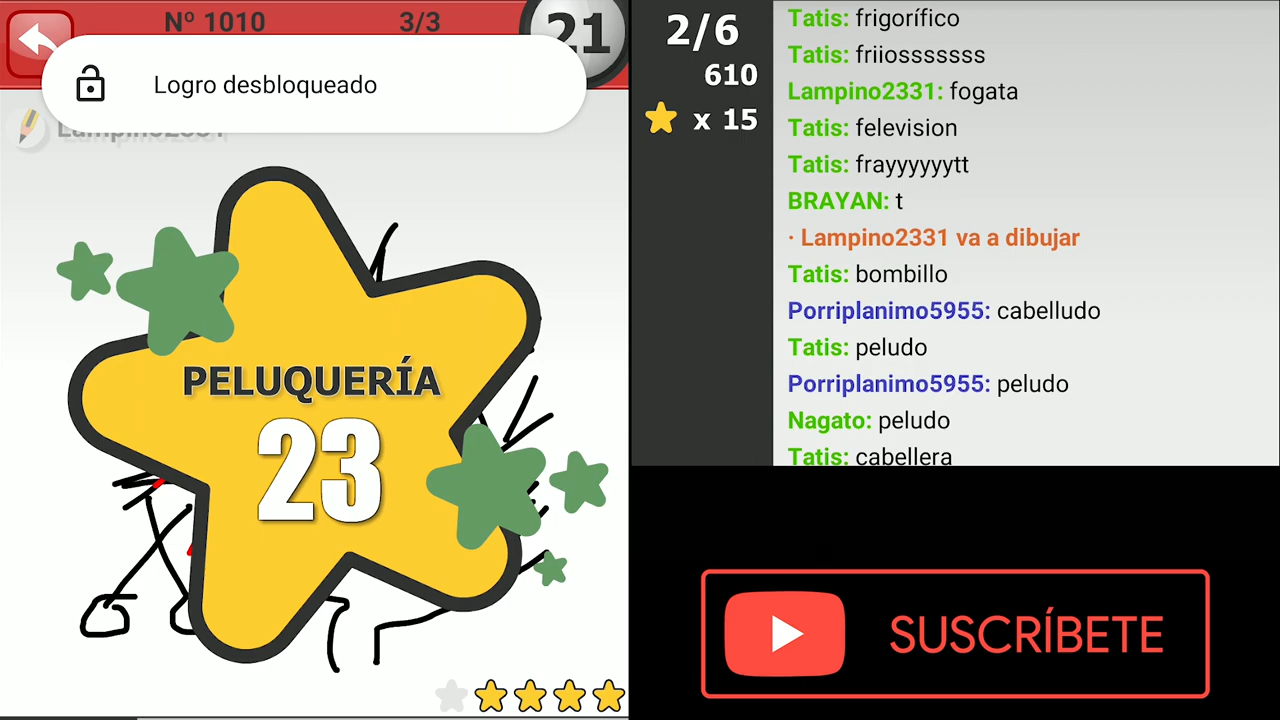 Nº 1010
3/3
21
Logro desbloqueado
Lampino2331
PELUQUERÍA
23
2/6
610
x 15
Tatis: frigorífico
Tatis: friiosssssss
Lampino2331: fogata
Tatis: felevision
Tatis: frayyyyyytt
BRAYAN: t
· Lampino2331 va a dibujar
Tatis: bombillo
Porriplanimo5955: cabelludo
Tatis: peludo
Porriplanimo5955: peludo
Nagato: peludo
Tatis: cabellera
SUSCRÍBETE